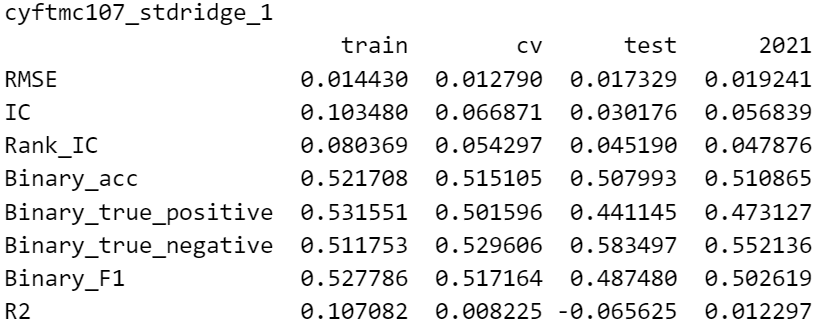 cyftmc107_stdridge_1
train cv test 2021
RMSE 0.014430 0.012790 0.017329 0.019241
IC 0.103480 0.066871 0.030176 0.056839
Rank_IC 0.080369 0.054297 0.045190 0.047876
Binary_acc 0.521708 0.515105 0.507993 0.510865
Binary_true_positive 0.531551 0.501596 0.441145 0.473127
Binary_true_negative 0.511753 0.529606 0.583497 0.552136
Binary_F1 0.527786 0.517164 0.487480 0.502619
R2 0.107082 0.008225 -0.065625 0.012297